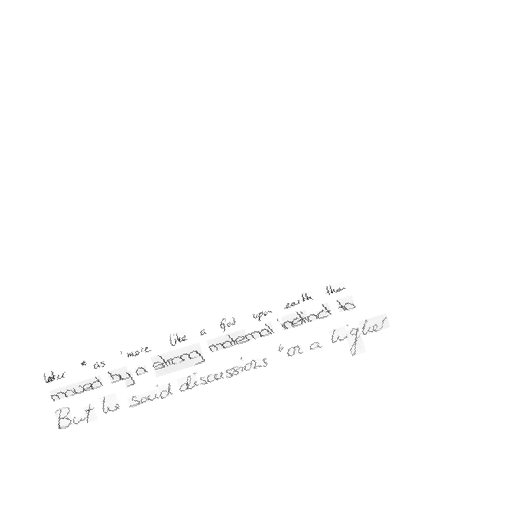 later " as 'more like a god upon earth than
moved by a strong maternal instinct to
But he said discussions "on a higher